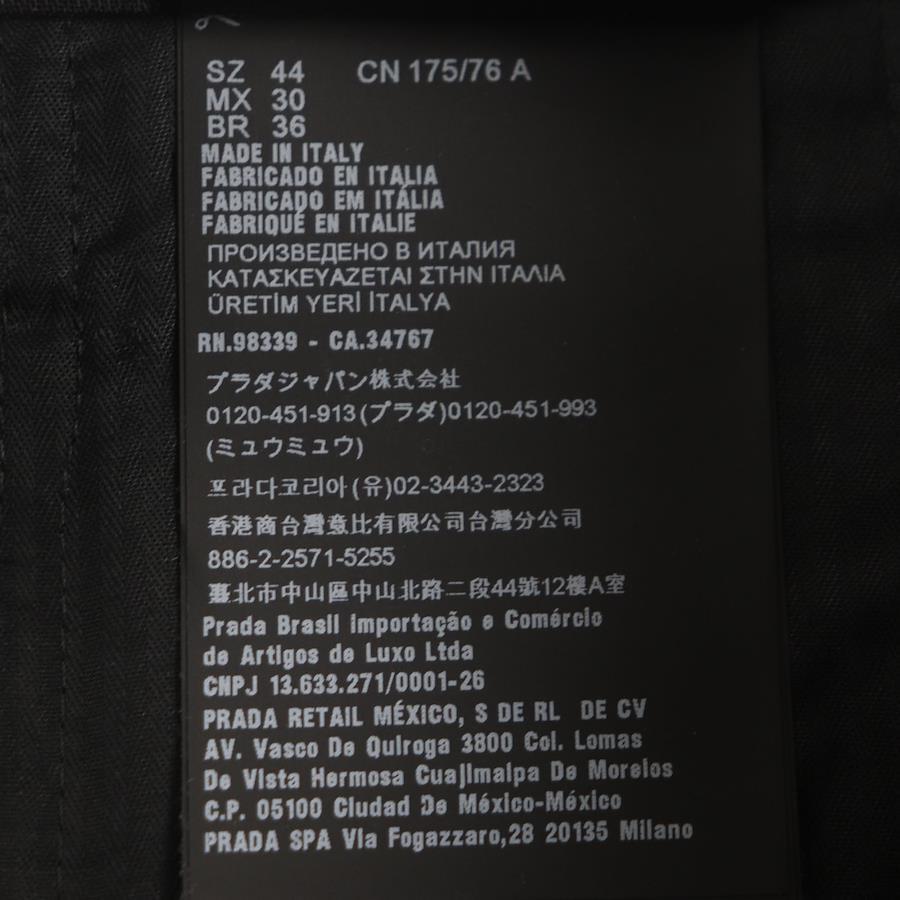 SZ 44 CN 175/76 A
MX 30
BR 36
MADE IN ITALY
FABRICADO EN ITALIA
FABRICADO EM ITÁLIA
FABRIQUÉ EN ITALIE
ПРОИЗВЕДЕНО В ИТАЛИЯ
ΚΑΤΑΣΚΕΥΑΖΕΤΑΙ ΣΤΗΝ ΙΤΑΛΙΑ
ÜRETİM YERİ İTALYA
RN.98339 - CA.34767
プラダジャパン株式会社
0120-451-913(プラダ)0120-451-993
(ミュウミュウ)
프라다코리아(유)02-3443-2323
香港商台灣意比有限公司台灣分公司
886-2-2571-5255
臺北市中山區中山北路二段44號12樓A室
Prada Brasil Importação e Comércio
de Artigos de Luxo Ltda
CNPJ 13.633.271/0001-26
PRADA RETAIL MÉXICO, S DE RL DE CV
AV. Vasco De Quiroga 3800 Col. Lomas
De Vista Hermosa Cuajimalpa De Morelos
C.P. 05100 Ciudad De México-México
PRADA SPA Via Fogazzaro,28 20135 Milano